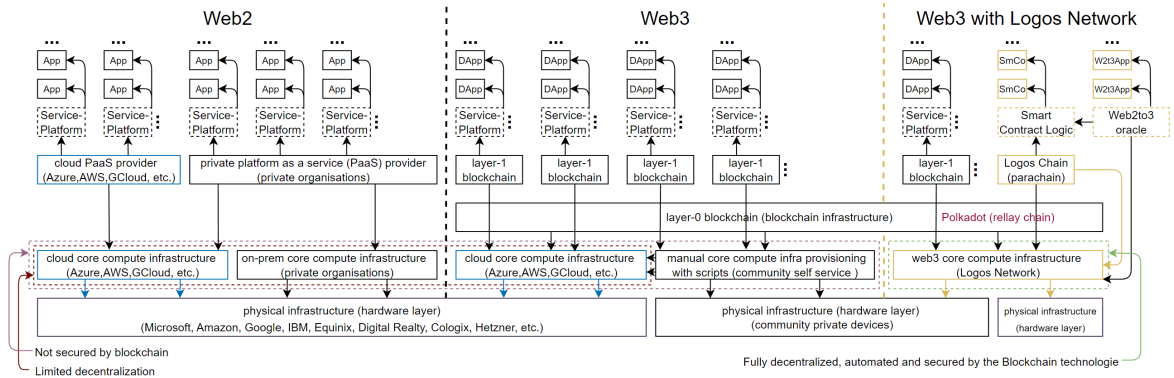 Web2
Web3
Web3 with Logos Network
... ... ... ... ... ... ... ... ... ... ... ...
App App App App App DApp DApp DApp DApp DApp SmCo W2t3App
App App App App App DApp DApp DApp DApp DApp SmCo W2t3App
Service-
Platform
Service-
Platform
Service-
Platform
Service-
Platform
Service-
Platform
Service-
Platform
Service-
Platform
Service-
Platform
Service-
Platform
Service-
Platform
Smart
Contract Logic
Web2to3
oracle
cloud PaaS provider
(Azure,AWS,GCloud, etc.)
private platform as a service (PaaS) provider
(private organisations)
layer-1
blockchain
layer-1
blockchain
layer-1
blockchain
layer-1
blockchain
layer-1
blockchain
Logos Chain
(parachain)
layer-0 blockchain (blockchain infrastructure)
Polkadot (rellay chain)
cloud core compute infrastructure
(Azure,AWS,GCloud, etc.)
on-prem core compute infrastructure
(private organisations)
cloud core compute infrastructure
(Azure,AWS,GCloud, etc.)
manual core compute infra provisioning
with scripts (community self service )
web3 core compute infrastructure
(Logos Network)
physical infrastructure (hardware layer)
(Microsoft, Amazon, Google, IBM, Equinix, Digital Realty, Cologix, Hetzner, etc.)
physical infrastructure (hardware layer)
(community private devices)
physical infrastructure
(hardware layer)
Not secured by blockchain
Limited decentralization
Fully decentralized, automated and secured by the Blockchain technologie